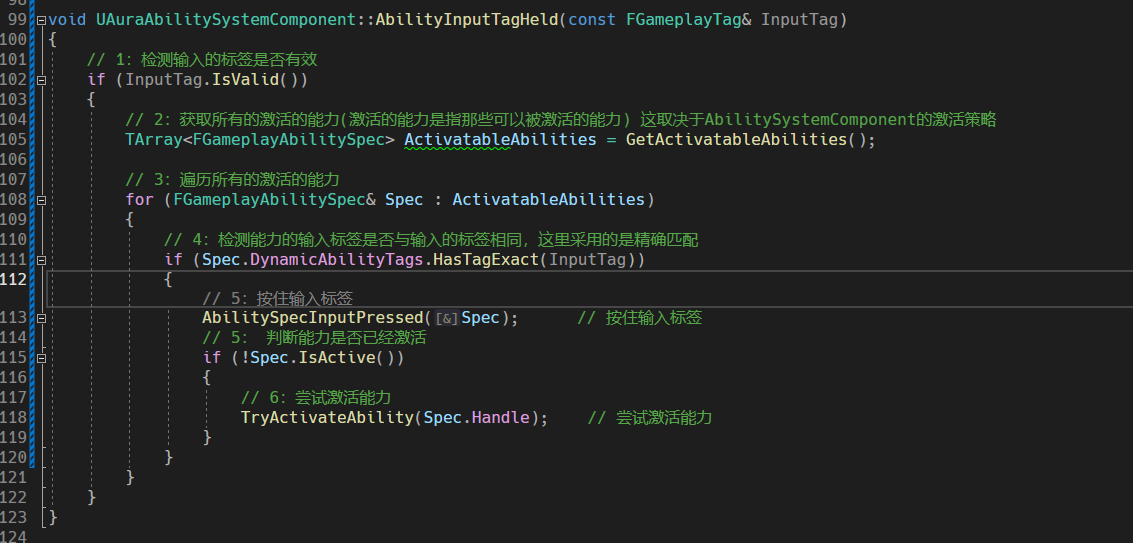 98
99 void UAuraAbilitySystemComponent::AbilityInputTagHeld(const FGameplayTag& InputTag)
100 {
101 // 1：检测输入的标签是否有效
102 if (InputTag.IsValid())
103 {
104 // 2：获取所有的激活的能力(激活的能力是指那些可以被激活的能力) 这取决于AbilitySystemComponent的激活策略
105 TArray<FGameplayAbilitySpec> ActivatableAbilities = GetActivatableAbilities();
106
107 // 3：遍历所有的激活的能力
108 for (FGameplayAbilitySpec& Spec : ActivatableAbilities)
109 {
110 // 4：检测能力的输入标签是否与输入的标签相同，这里采用的是精确匹配
111 if (Spec.DynamicAbilityTags.HasTagExact(InputTag))
112 {
// 5：按住输入标签
113 AbilitySpecInputPressed([&]Spec); // 按住输入标签
114 // 5： 判断能力是否已经激活
115 if (!Spec.IsActive())
116 {
117 // 6：尝试激活能力
118 TryActivateAbility(Spec.Handle); // 尝试激活能力
119 }
120 }
121 }
122 }
123 }
124